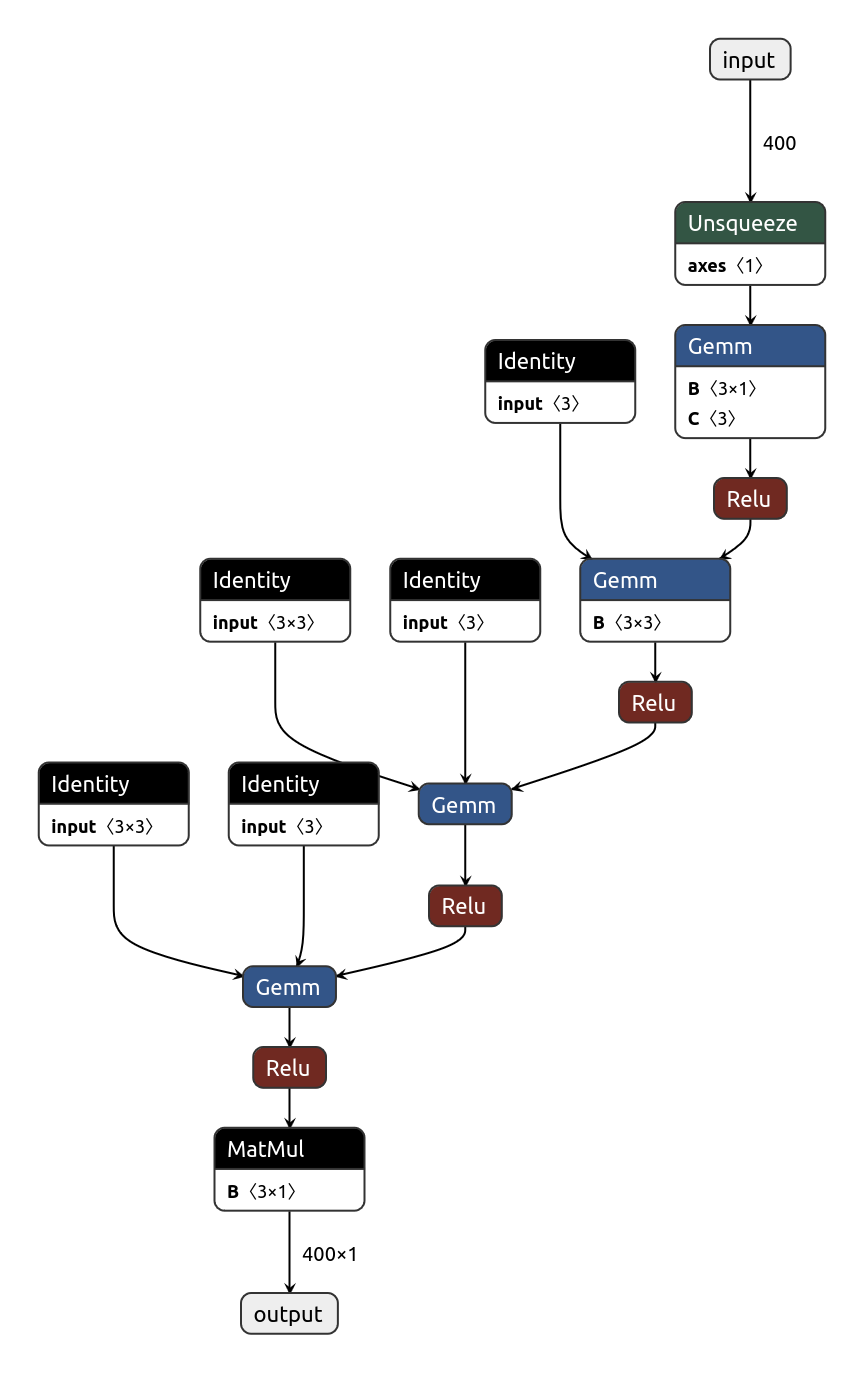 input
400
Unsqueeze
axes〈1〉
Gemm
B〈3×1〉
C〈3〉
Identity
input〈3〉
Relu
Identity
input〈3×3〉
Identity
input〈3〉
Gemm
B〈3×3〉
Relu
Identity
input〈3×3〉
Identity
input〈3〉
Gemm
Relu
Gemm
Relu
MatMul
B〈3×1〉
400×1
output